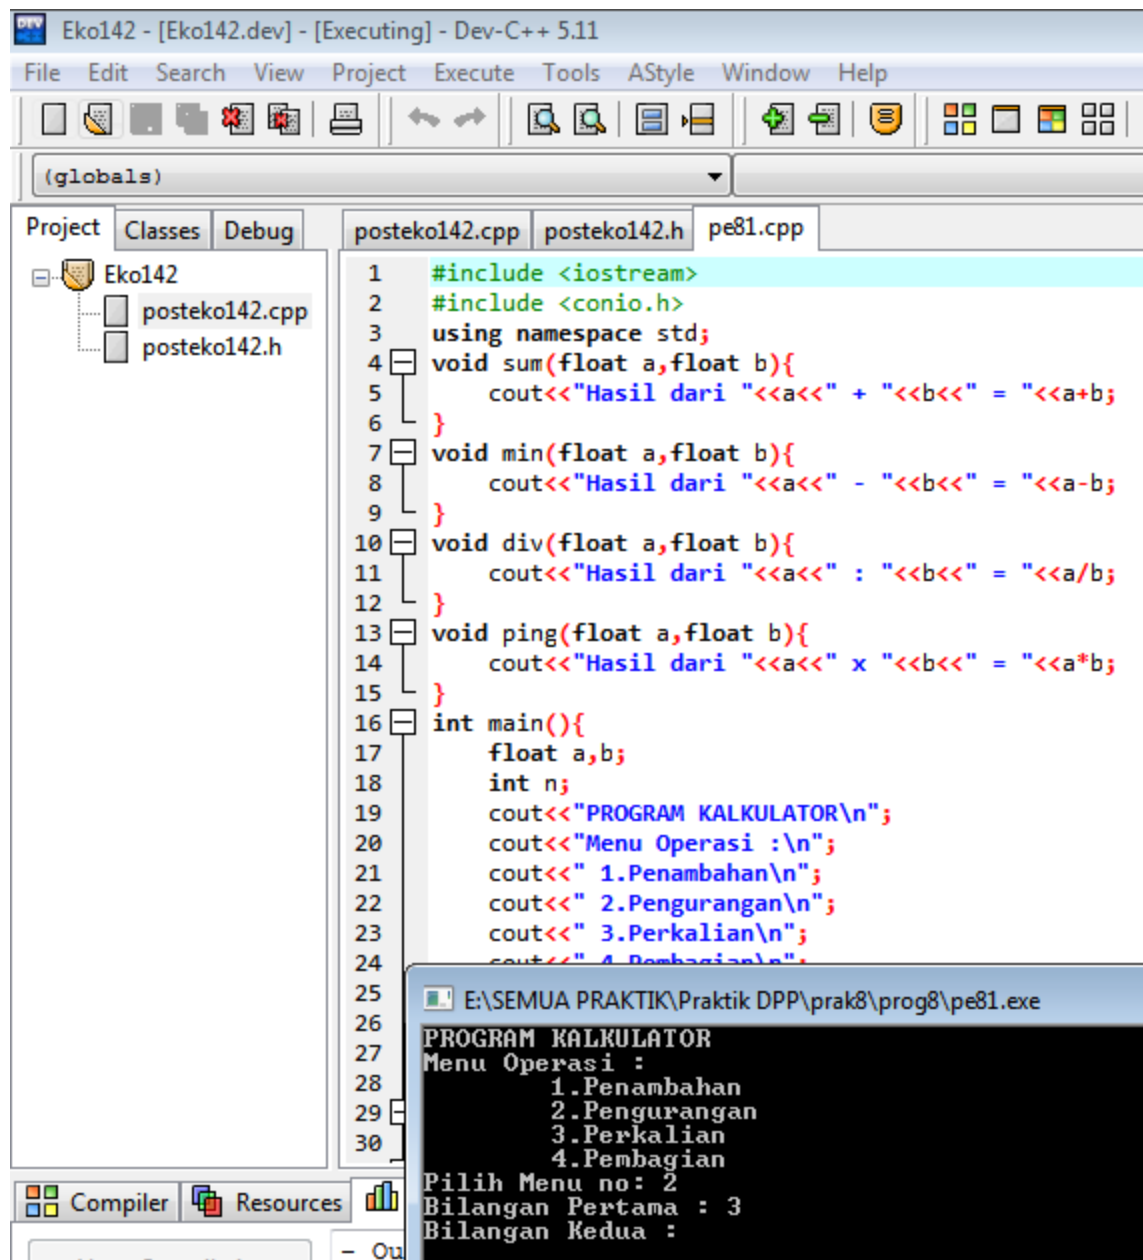 Eko142 - [Eko142.dev] - [Executing] - Dev-C++ 5.11
File Edit Search View Project Execute Tools AStyle Window Help
(globals)
Project Classes Debug
posteko142.cpp posteko142.h pe81.cpp
Eko142
posteko142.cpp
posteko142.h
1 #include <iostream>
2 #include <conio.h>
3 using namespace std;
4 void sum(float a,float b){
5 cout<<"Hasil dari "<<a<<" + "<<b<<" = "<<a+b;
6 }
7 void min(float a,float b){
8 cout<<"Hasil dari "<<a<<" - "<<b<<" = "<<a-b;
9 }
10 void div(float a,float b){
11 cout<<"Hasil dari "<<a<<" : "<<b<<" = "<<a/b;
12 }
13 void ping(float a,float b){
14 cout<<"Hasil dari "<<a<<" x "<<b<<" = "<<a*b;
15 }
16 int main(){
17 float a,b;
18 int n;
19 cout<<"PROGRAM KALKULATOR\n";
20 cout<<"Menu Operasi :\n";
21 cout<<" 1.Penambahan\n";
22 cout<<" 2.Pengurangan\n";
23 cout<<" 3.Perkalian\n";
24 cout<<" 4.Pembagian\n";
25
26
27
28
29
30
E:\SEMUA PRAKTIK\Praktik DPP\prak8\prog8\pe81.exe
PROGRAM KALKULATOR
Menu Operasi :
1.Penambahan
2.Pengurangan
3.Perkalian
4.Pembagian
Pilih Menu no: 2
Bilangan Pertama : 3
Bilangan Kedua :
Compiler Resources